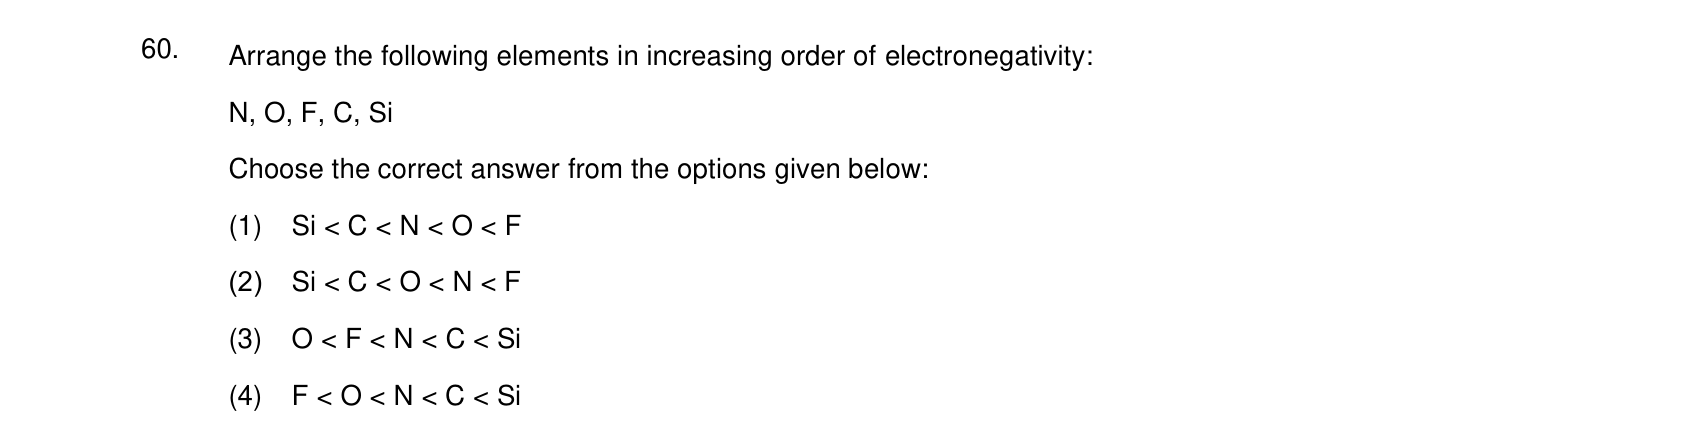 60. Arrange the following elements in increasing order of electronegativity:
N, O, F, C, Si
Choose the correct answer from the options given below:
(1) Si < C < N < O < F
(2) Si < C < O < N < F
(3) O < F < N < C < Si
(4) F < O < N < C < Si